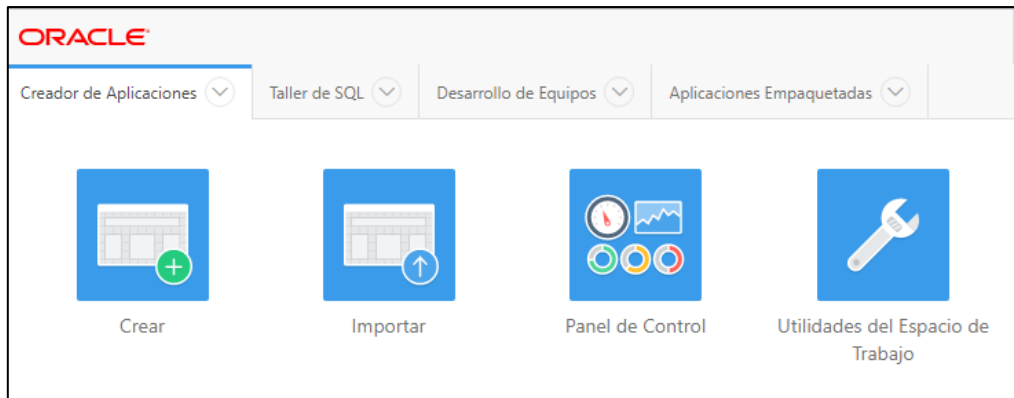 ORACLE
Creador de Aplicaciones
Taller de SQL
Desarrollo de Equipos
Aplicaciones Empaquetadas
Crear
Importar
Panel de Control
Utilidades del Espacio de
Trabajo